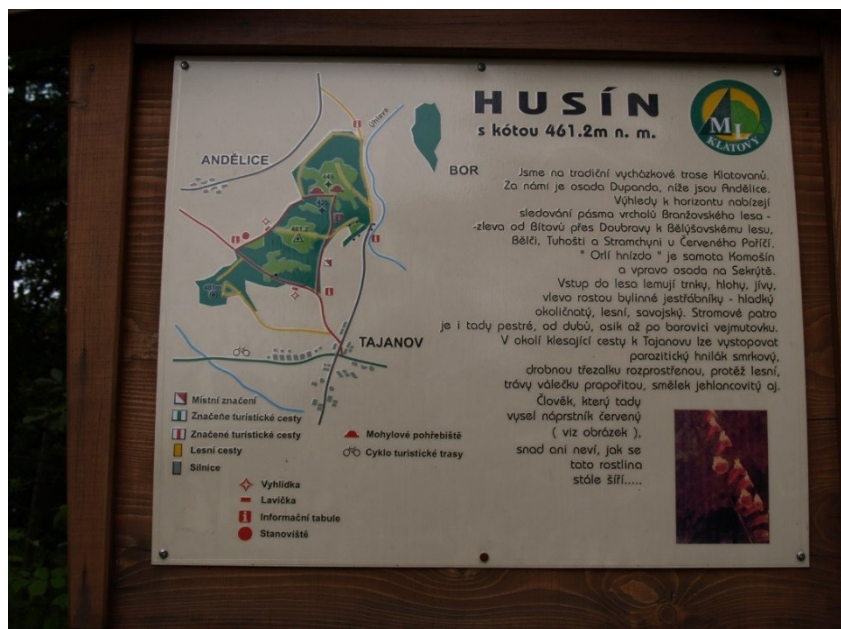 HUSÍN
s kótou 461.2m n. m.
ML
KLATOVY
ANDĚLICE
Úhlava
BOR
TAJANOV
Jsme na tradiční vycházkové trase Klatovanů.
Za námi je osada Dupanda, níže jsou Andělice.
Výhledy k horizontu nabízejí
sledování pásma vrcholů Branžovského lesa -
-zleva od Bítovů přes Doubravy k Bělýšovskému lesu,
Bělči, Tuhošti a Stramchyni u Červeného Poříčí.
" Orlí hnízdo " je samota Komošín
a vpravo osada na Sekrýtě.
Vstup do lesa lemují trnky, hlohy, jívy,
vlevo rostou bylinné jestřábníky - hladký
okoličnatý, lesní, savojský. Stromové patro
je i tady pestré, od dubů, osik až po borovici vejmutovku.
V okolí klesající cesty k Tajanovu lze vystopovat
parazitický hnilák smrkový,
drobnou třezalku rozprostřenou, protěž lesní,
trávy válečku prapořitou, smělek jehlancovitý aj.
Člověk, který tady
vysel náprstník červený
( viz obrázek ),
snad ani neví, jak se
tato rostlina
stále šíří.....
Místní značení
Značeňe turistické cesty
Značené turistické cesty
Lesní cesty
Silnice
Mohylové pohřebiště
Cyklo turistické trasy
Vyhlídka
Lavička
Informační tabule
Stanoviště